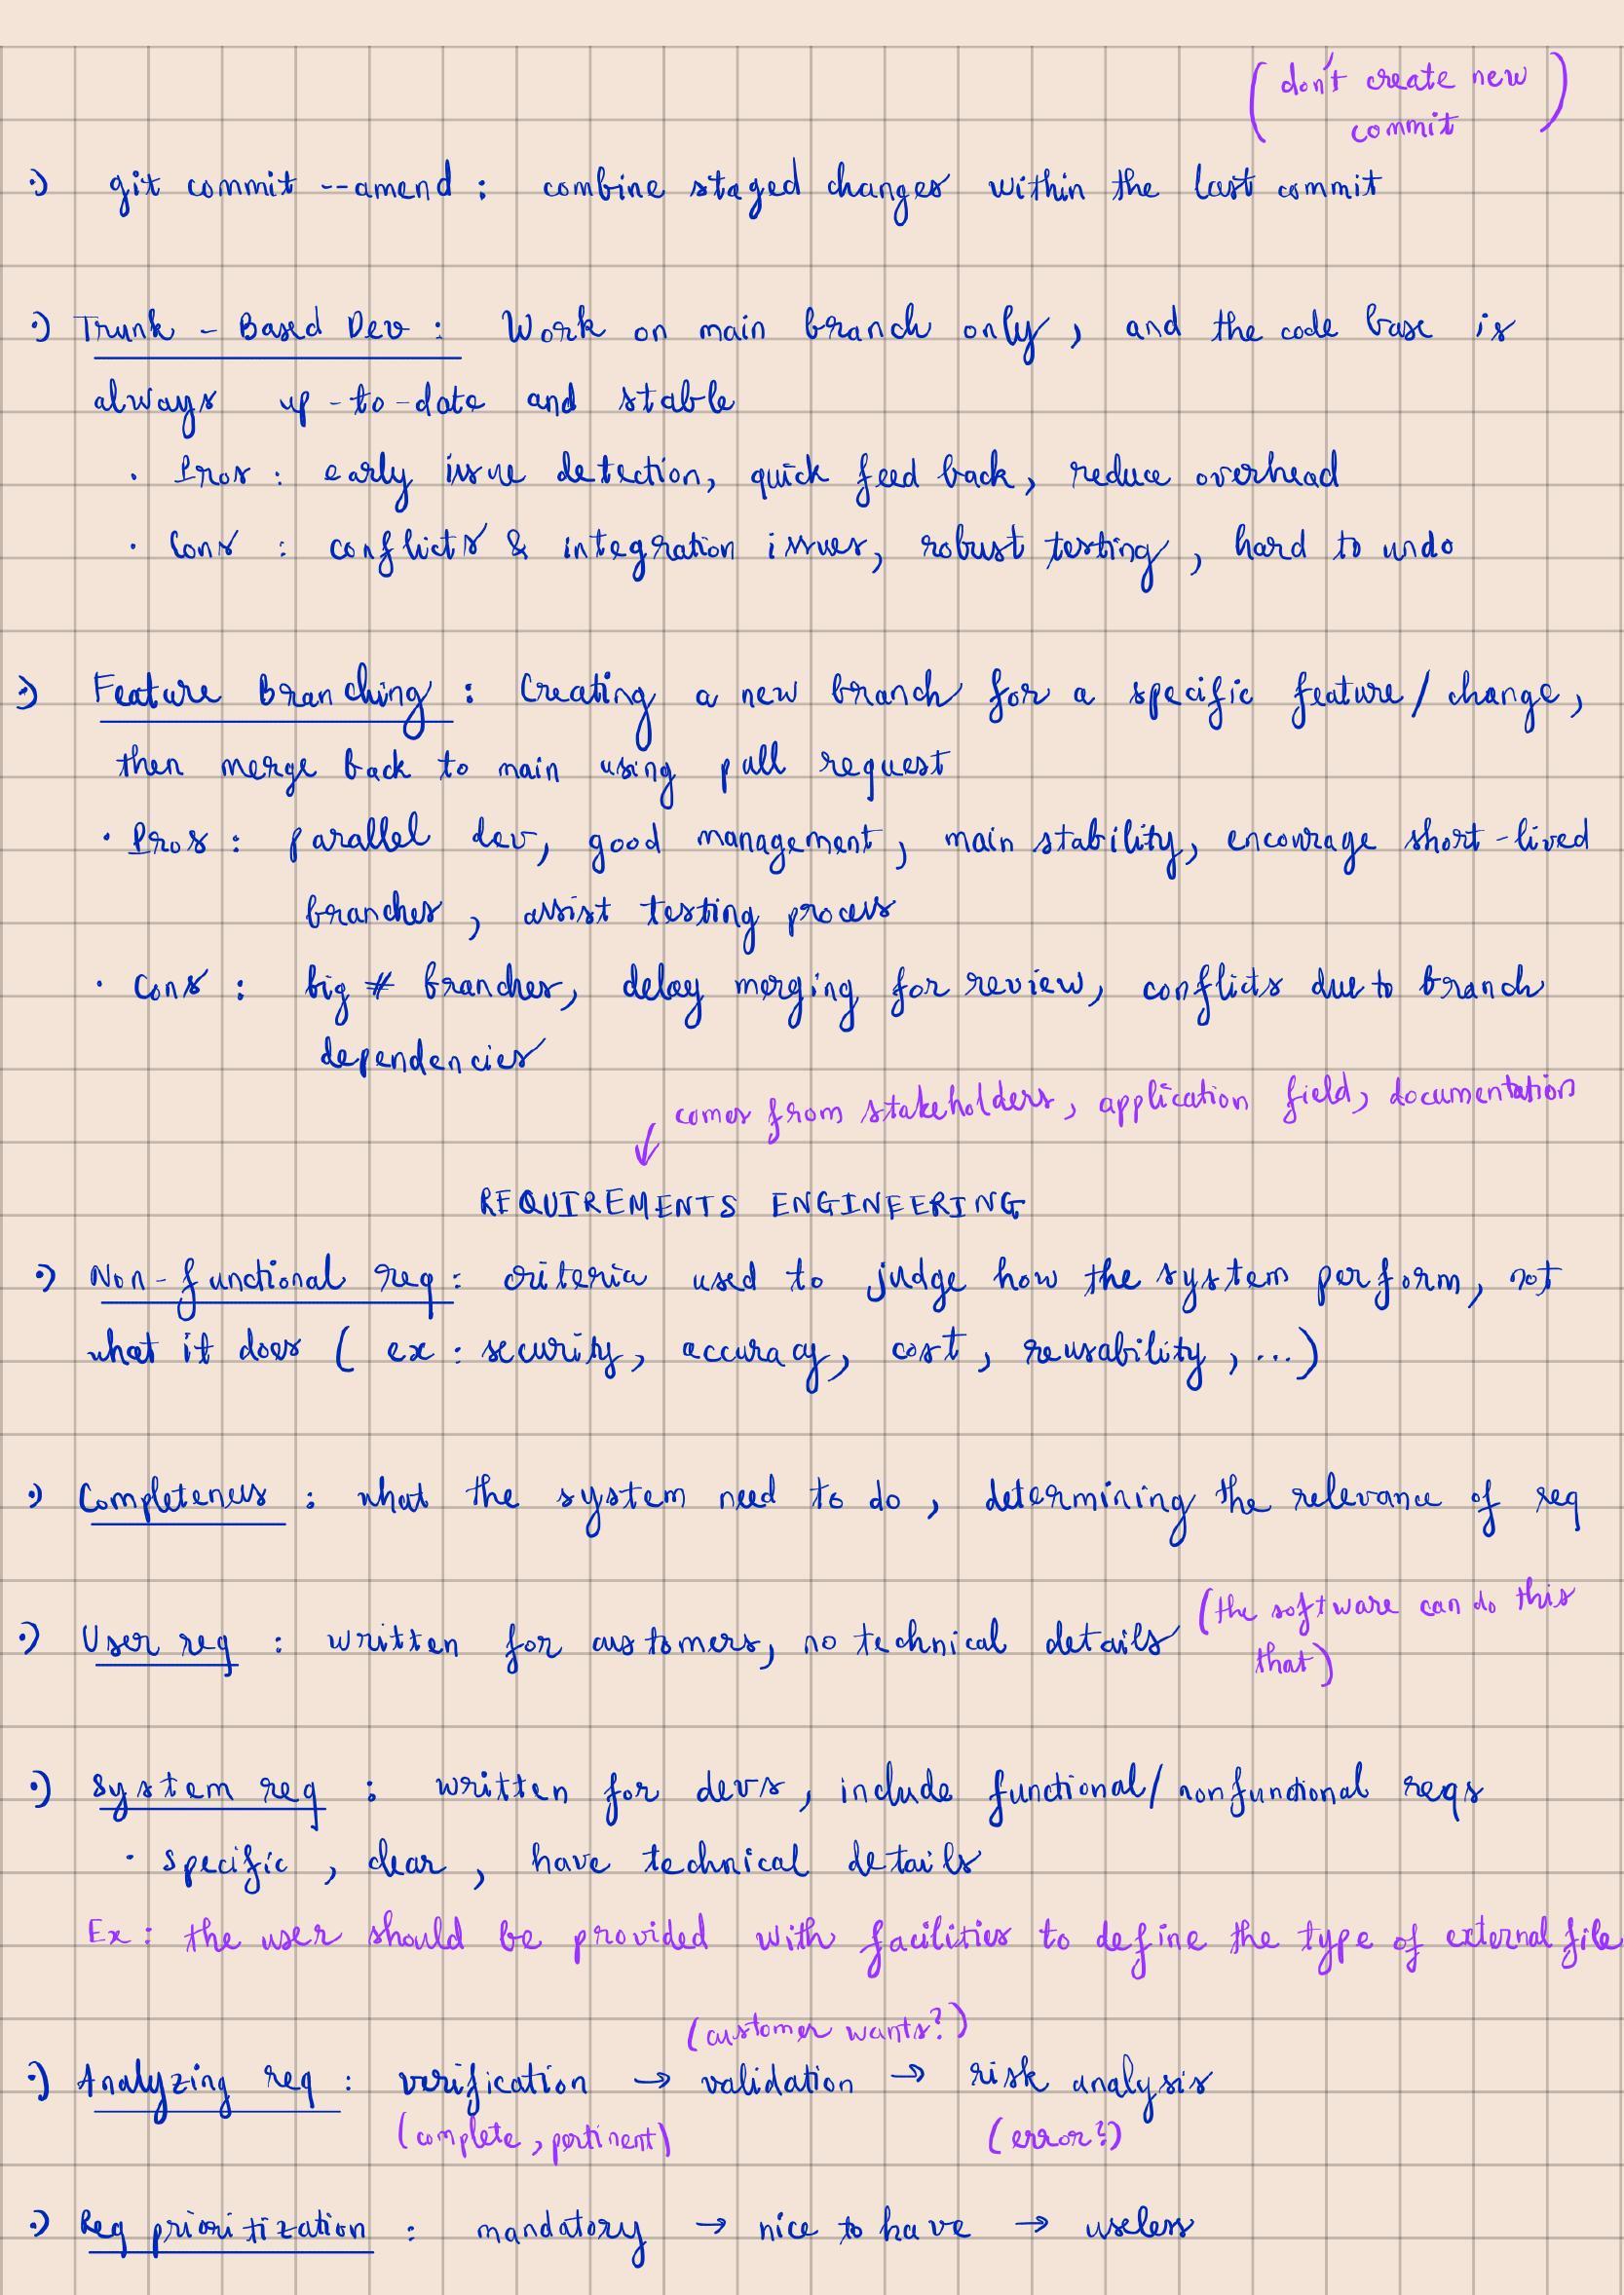 (don't create new
commit)
·) git commit --amend : combine staged changes within the last commit
·) Trunk - Based Dev : Work on main branch only, and the code base is
always up-to-date and stable
· Pros : early issue detection, quick feed back, reduce overhead
· Cons : conflicts & integration issues, robust testing, hard to undo
·) Feature Branching : Creating a new branch for a specific feature/change,
then merge back to main using pull request
· Pros : parallel dev, good management, main stability, encourage short-lived
branches, assist testing process
· Cons : big # branches, delay merging for review, conflicts due to branch
dependencies
↓ comes from stakeholders, application field, documentation
REQUIREMENTS ENGINEERING
·) Non-functional req : criteria used to judge how the system perform, not
what it does ( ex : security, accuracy, cost, reusability, ...)
·) Completeness : what the system need to do, determining the relevance of req
·) User req : written for customers, no technical details (the software can do this
that)
·) System req : written for devs, include functional/nonfunctional reqs
· specific, clear, have technical details
Ex : the user should be provided with facilities to define the type of external file
(customer wants?)
·) Analyzing req : verification → validation → risk analysis
(complete, pertinent) (error?)
·) Req prioritization : mandatory → nice to have → useless